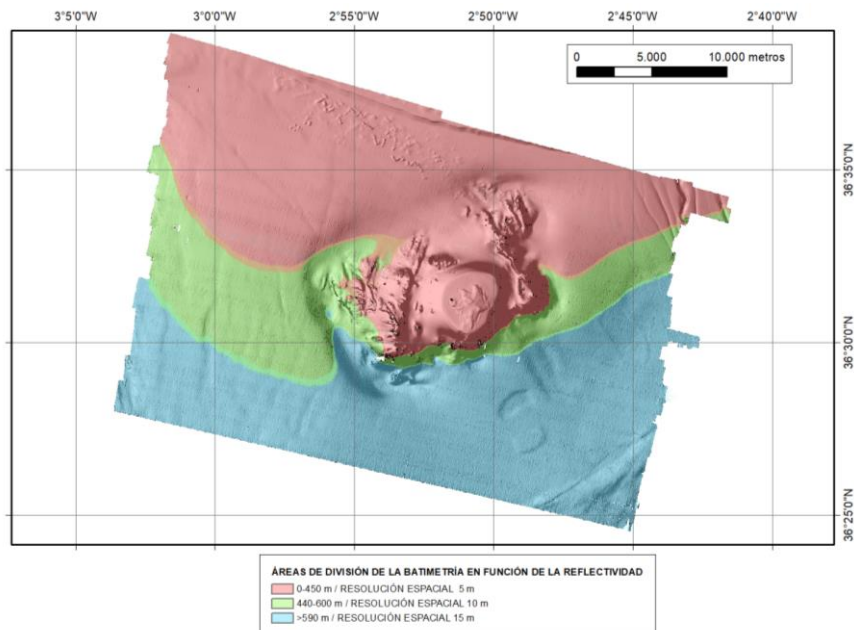 3°5'0"W 3°0'0"W 2°55'0"W 2°50'0"W 2°45'0"W 2°40'0"W
0 5.000 10.000 metros
36°35'0"N
36°30'0"N
36°25'0"N
ÁREAS DE DIVISIÓN DE LA BATIMETRÍA EN FUNCIÓN DE LA REFLECTIVIDAD
0-450 m / RESOLUCIÓN ESPACIAL 5 m
440-600 m / RESOLUCIÓN ESPACIAL 10 m
>590 m / RESOLUCIÓN ESPACIAL 15 m